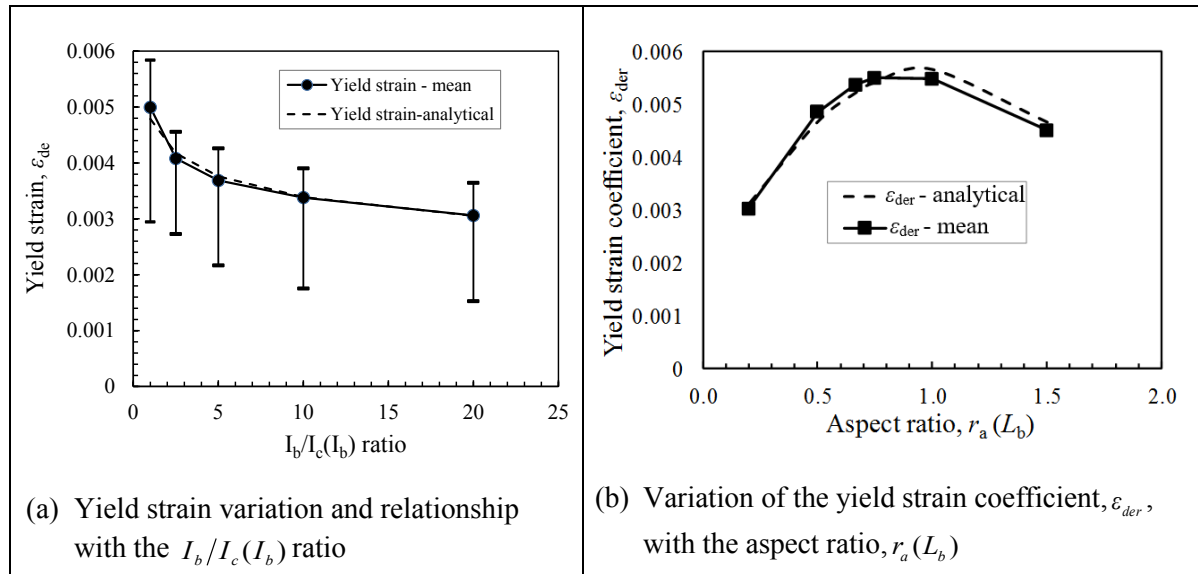 0.006
0.005
0.004
0.003
0.002
0.001
0
Yield strain, εde
Yield strain - mean
Yield strain-analytical
0 5 10 15 20 25
Ib/Ic(Ib) ratio
(a) Yield strain variation and relationship
with the Ib/Ic(Ib) ratio
0.006
0.005
0.004
0.003
0.002
0.001
0
Yield strain coefficient, εder
εder - analytical
εder - mean
0.0 0.5 1.0 1.5 2.0
Aspect ratio, ra (Lb)
(b) Variation of the yield strain coefficient, εder ,
with the aspect ratio, ra(Lb)